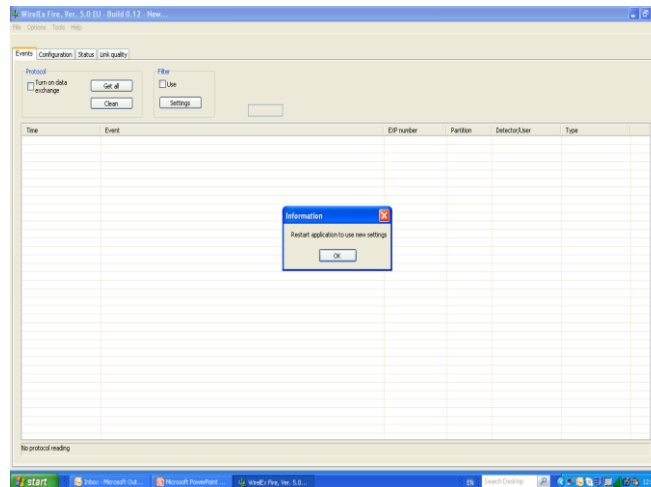 WirelEx Fire, Ver. 5.0 EU - Build 0.12 - New...
File Options Tools Help
Events Configuration Status Link quality
Protocol
Turn on data exchange
Get all
Clean
Filter
Use
Settings
Time Event EIP number Partition Detector/User Type
Information
Restart application to use new settings
OK
No protocol reading
start Inbox - Microsoft Out... Microsoft PowerPoint ... WirelEx Fire, Ver. 5.0... EN Search Desktop